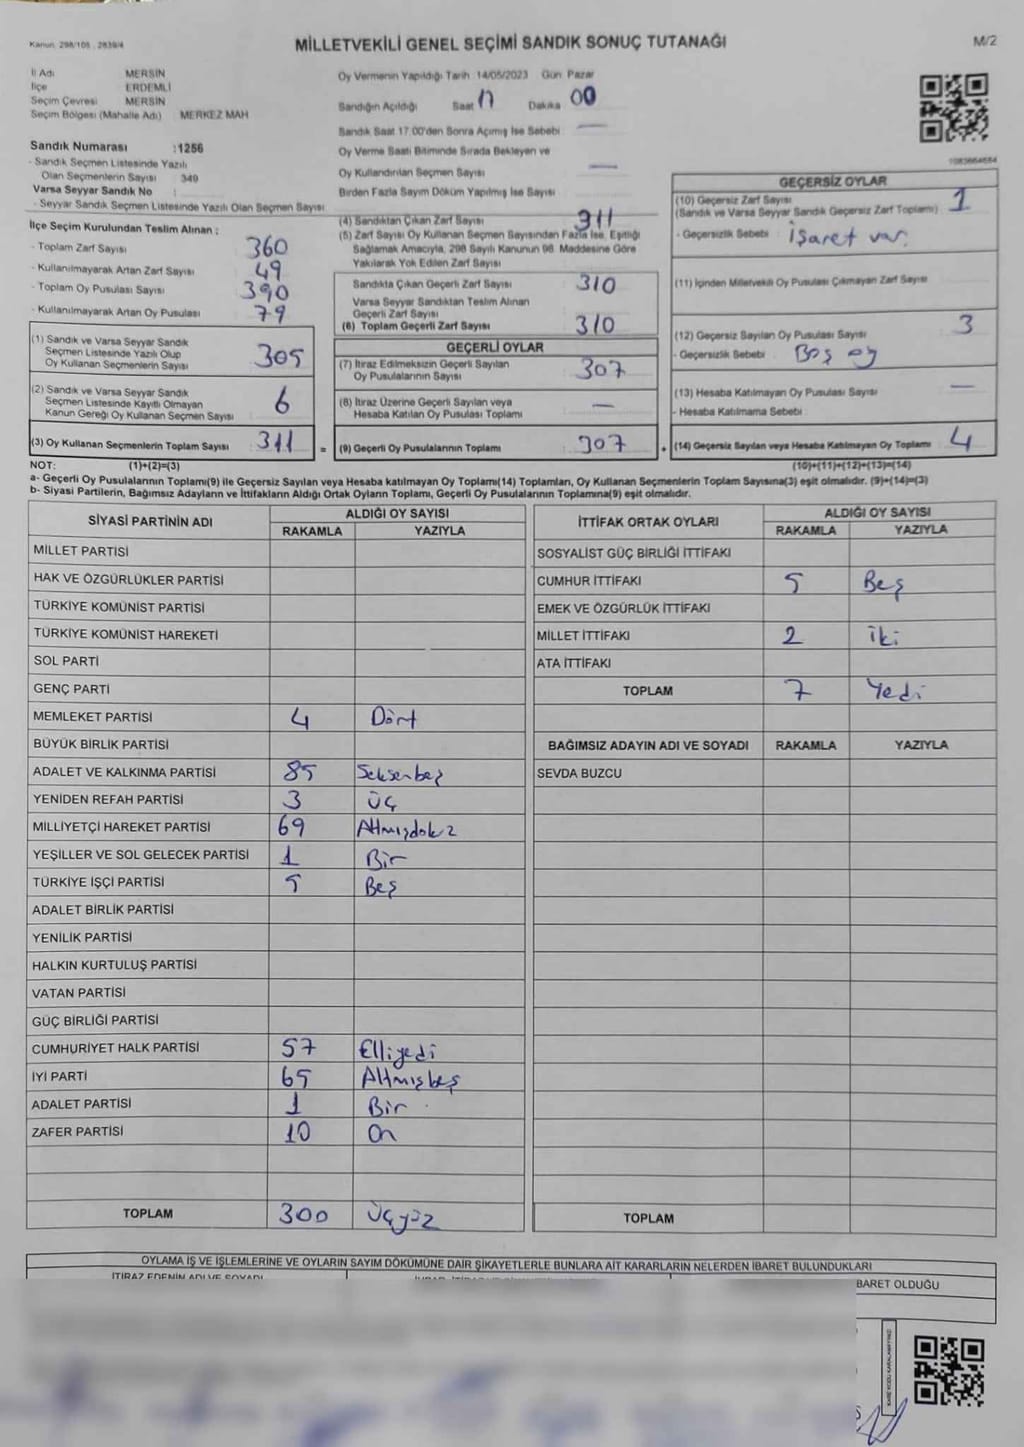 Kanun 298/105 , 2839/4
MİLLETVEKİLİ GENEL SEÇİMİ SANDIK SONUÇ TUTANAĞI
M/2
İl Adı MERSİN
İlçe ERDEMLİ
Seçim Çevresi MERSİN
Seçim Bölgesi (Mahalle Adı) MERKEZ MAH
Sandık Numarası :1256
- Sandık Seçmen Listesinde Yazılı
Olan Seçmenlerin Sayısı 349
Varsa Seyyar Sandık No :
- Seyyar Sandık Seçmen Listesinde Yazılı Olan Seçmen Sayısı
İlçe Seçim Kurulundan Teslim Alınan :
- Toplam Zarf Sayısı 360
- Kullanılmayarak Artan Zarf Sayısı 49
- Toplam Oy Pusulası Sayısı 390
- Kullanılmayarak Artan Oy Pusulası 79
(1) Sandık ve Varsa Seyyar Sandık
Seçmen Listesinde Yazılı Olup
Oy Kullanan Seçmenlerin Sayısı 305
(2) Sandık ve Varsa Seyyar Sandık
Seçmen Listesinde Kayıtlı Olmayan
Kanun Gereği Oy Kullanan Seçmen Sayısı 6
(3) Oy Kullanan Seçmenlerin Toplam Sayısı 311 =
Oy Vermenin Yapıldığı Tarih 14/05/2023 Gün Pazar
Sandığın Açıldığı Saat 17 Dakika 00
Sandık Saat 17.00'den Sonra Açımış İse Sebebi —
Oy Verme Saati Bitiminde Sırada Bekleyen ve
Oy Kullandırılan Seçmen Sayısı —
Birden Fazla Sayım Döküm Yapılmış İse Sayısı
(4) Sandıktan Çıkan Zarf Sayısı 311
(5) Zarf Sayısı Oy Kullanan Seçmen Sayısından Fazla İse, Eşitliği
Sağlamak Amacıyla, 298 Sayılı Kanunun 98. Maddesine Göre
Yakılarak Yok Edilen Zarf Sayısı
Sandıkta Çıkan Geçerli Zarf Sayısı 310
Varsa Seyyar Sandıktan Teslim Alınan
Geçerli Zarf Sayısı
(6) Toplam Geçerli Zarf Sayısı 310
GEÇERLİ OYLAR
(7) İtiraz Edilmeksizin Geçerli Sayılan
Oy Pusulalarının Sayısı 307
(8) İtiraz Üzerine Geçerli Sayılan veya
Hesaba Katılan Oy Pusulası Toplamı —
(9) Geçerli Oy Pusulalarının Toplamı 307 +
1083664684
GEÇERSİZ OYLAR
(10) Geçersiz Zarf Sayısı 1
(Sandık ve Varsa Seyyar Sandık Geçersiz Zarf Toplamı)
- Geçersizlik Sebebi : işaret var.
(11) İçinden Milletvekili Oy Pusulası Çıkmayan Zarf Sayısı
(12) Geçersiz Sayılan Oy Pusulası Sayısı 3
- Geçersizlik Sebebi : Boş oy
(13) Hesaba Katılmayan Oy Pusulası Sayısı —
- Hesaba Katılmama Sebebi
(14) Geçersiz Sayılan veya Hesaba Katılmayan Oy Toplamı 4
NOT: (1)+(2)=(3) (10)+(11)+(12)+(13)=(14)
a- Geçerli Oy Pusulalarının Toplamı(9) ile Geçersiz Sayılan veya Hesaba katılmayan Oy Toplamı(14) Toplamları, Oy Kullanan Seçmenlerin Toplam Sayısına(3) eşit olmalıdır. (9)+(14)=(3)
b- Siyasi Partilerin, Bağımsız Adayların ve İttifakların Aldığı Ortak Oyların Toplamı, Geçerli Oy Pusulalarının Toplamına(9) eşit olmalıdır.
SİYASİ PARTİNİN ADI ALDIĞI OY SAYISI
RAKAMLA YAZIYLA
MİLLET PARTİSİ
HAK VE ÖZGÜRLÜKLER PARTİSİ
TÜRKİYE KOMÜNİST PARTİSİ
TÜRKİYE KOMÜNİST HAREKETİ
SOL PARTİ
GENÇ PARTİ
MEMLEKET PARTİSİ 4 Dört
BÜYÜK BİRLİK PARTİSİ
ADALET VE KALKINMA PARTİSİ 85 Seksenbeş
YENİDEN REFAH PARTİSİ 3 Üç
MİLLİYETÇİ HAREKET PARTİSİ 69 Altmışdokuz
YEŞİLLER VE SOL GELECEK PARTİSİ 1 Bir
TÜRKİYE İŞÇİ PARTİSİ 5 Beş
ADALET BİRLİK PARTİSİ
YENİLİK PARTİSİ
HALKIN KURTULUŞ PARTİSİ
VATAN PARTİSİ
GÜÇ BİRLİĞİ PARTİSİ
CUMHURİYET HALK PARTİSİ 57 Elliyedi
İYİ PARTİ 65 Altmışbeş
ADALET PARTİSİ 1 Bir
ZAFER PARTİSİ 10 On
TOPLAM 300 Üçyüz
İTTİFAK ORTAK OYLARI ALDIĞI OY SAYISI
RAKAMLA YAZIYLA
SOSYALİST GÜÇ BİRLİĞİ İTTİFAKI
CUMHUR İTTİFAKI 5 Beş
EMEK VE ÖZGÜRLÜK İTTİFAKI
MİLLET İTTİFAKI 2 İki
ATA İTTİFAKI
TOPLAM 7 Yedi
BAĞIMSIZ ADAYIN ADI VE SOYADI RAKAMLA YAZIYLA
SEVDA BUZCU
TOPLAM
OYLAMA İŞ VE İŞLEMLERİNE VE OYLARIN SAYIM DÖKÜMÜNE DAİR ŞİKAYETLERLE BUNLARA AİT KARARLARIN NELERDEN İBARET BULUNDUKLARI
İTİRAZ EDENİN ADI VE SOYADI
BARET OLDUĞU
KARE KODU KARALAMAYINIZ